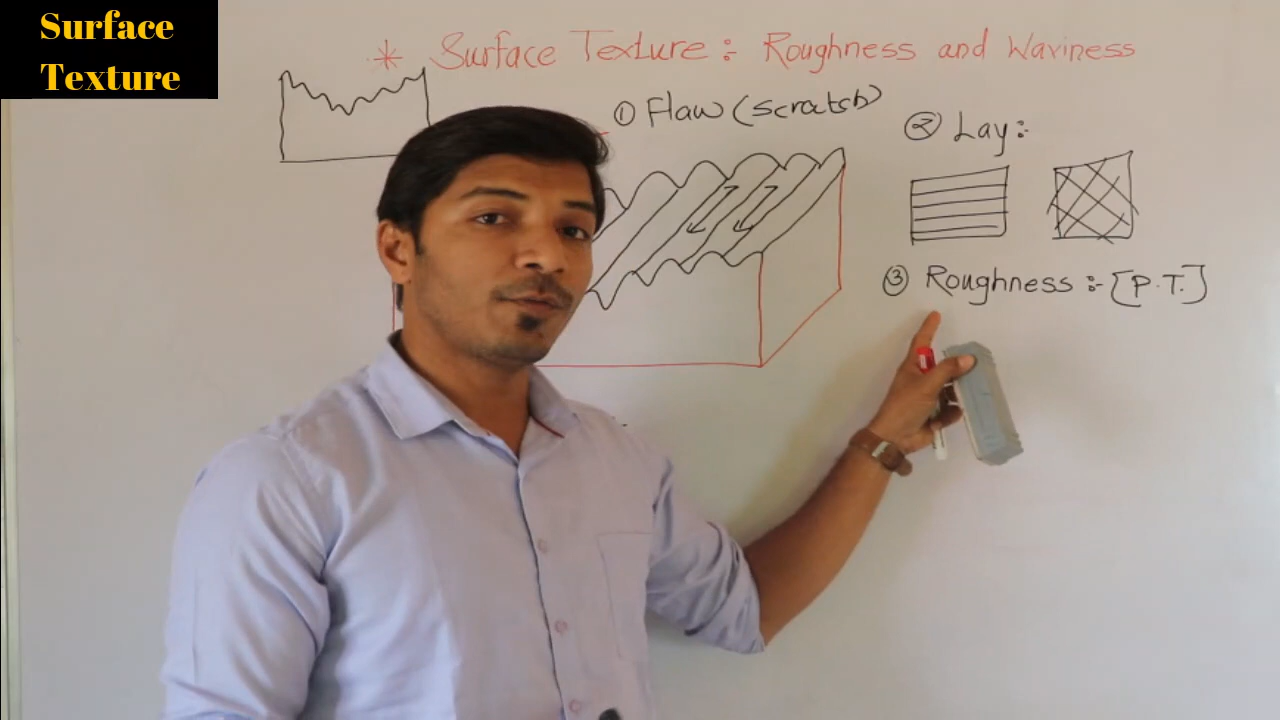 Surface
Texture
* Surface Texture :- Roughness and Waviness
① Flaw (scratch)
② Lay :-
③ Roughness :- [P.T.]